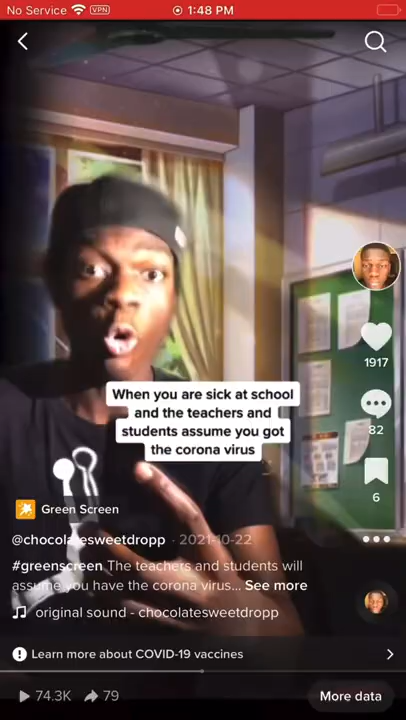 No Service VPN 1:48 PM
When you are sick at school
and the teachers and
students assume you got
the corona virus
1917
82
6
Green Screen
@chocolatesweetdropp · 2021-10-22
#greenscreen The teachers and students will
assume you have the corona virus... See more
original sound - chocolatesweetdropp
Learn more about COVID-19 vaccines
74.3K 79 More data